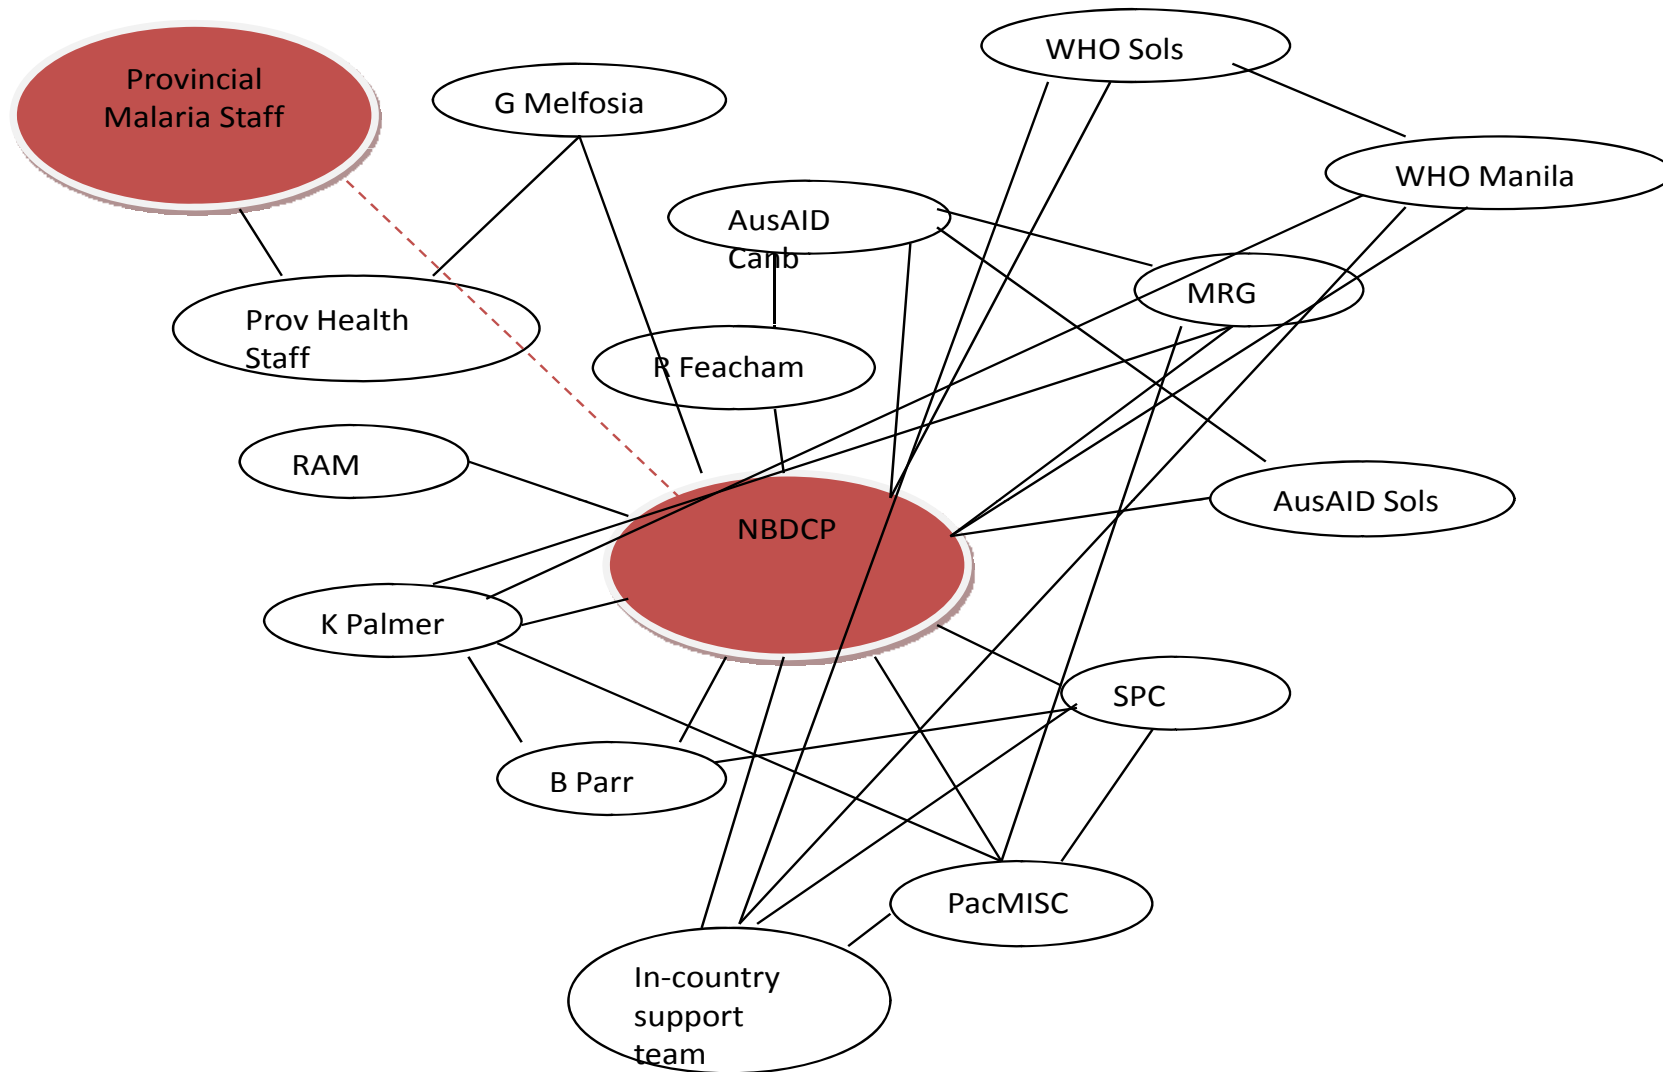 WHO Sols
Provincial
Malaria Staff
G Melfosia
WHO Manila
AusAID
Canb
MRG
Prov Health
Staff
R Feacham
RAM
AusAID Sols
NBDCP
K Palmer
SPC
B Parr
PacMISC
In-country
support
team